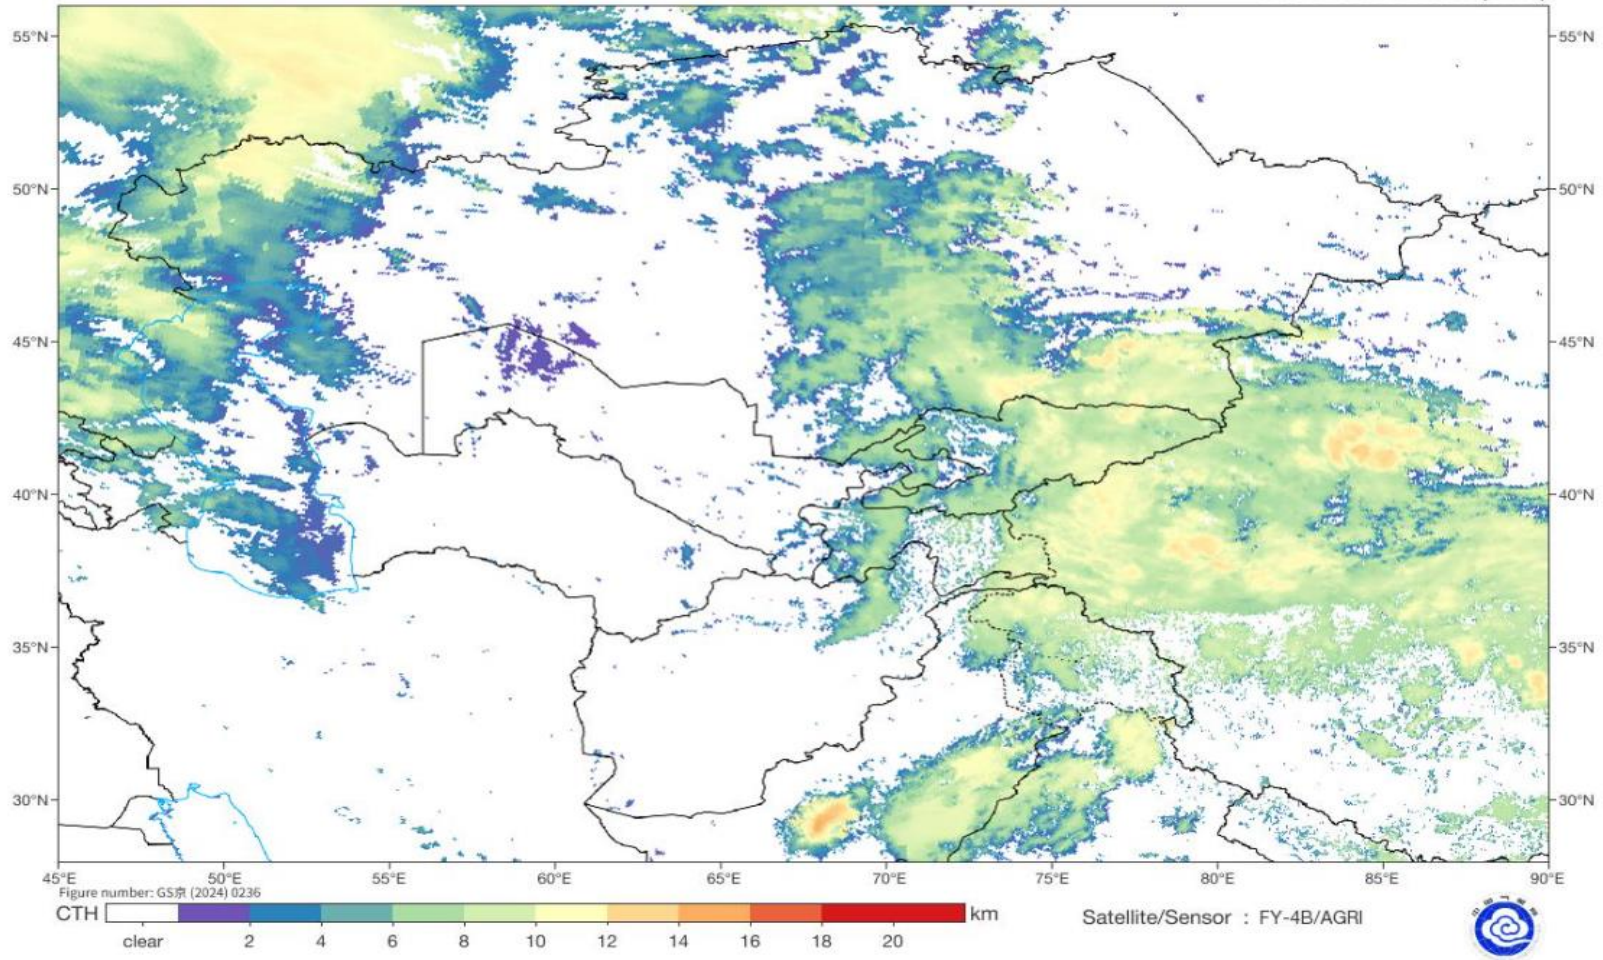 55°N 55°N
50°N 50°N
45°N 45°N
40°N 40°N
35°N 35°N
30°N 30°N
45°E 50°E 55°E 60°E 65°E 70°E 75°E 80°E 85°E 90°E
Figure number: GS京 (2024) 0236
CTH km
clear 2 4 6 8 10 12 14 16 18 20
Satellite/Sensor : FY-4B/AGRI